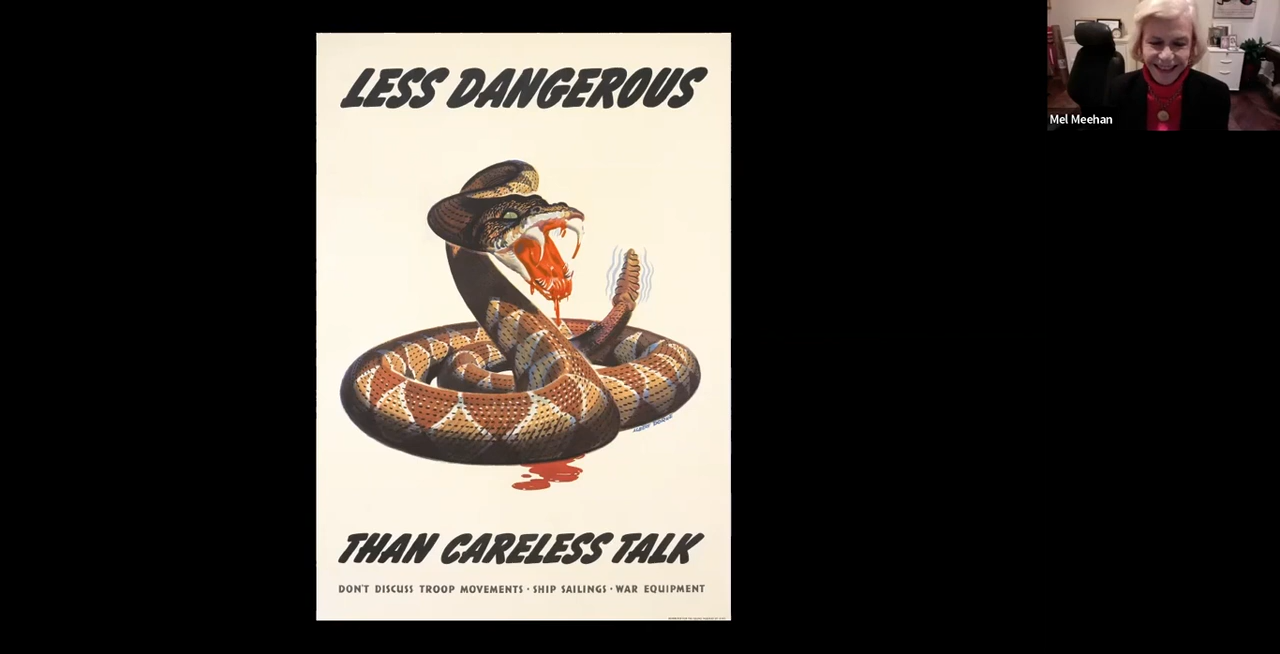 LESS DANGEROUS
Mel Meehan
THAN CARELESS TALK
DON'T DISCUSS TROOP MOVEMENTS · SHIP SAILINGS · WAR EQUIPMENT